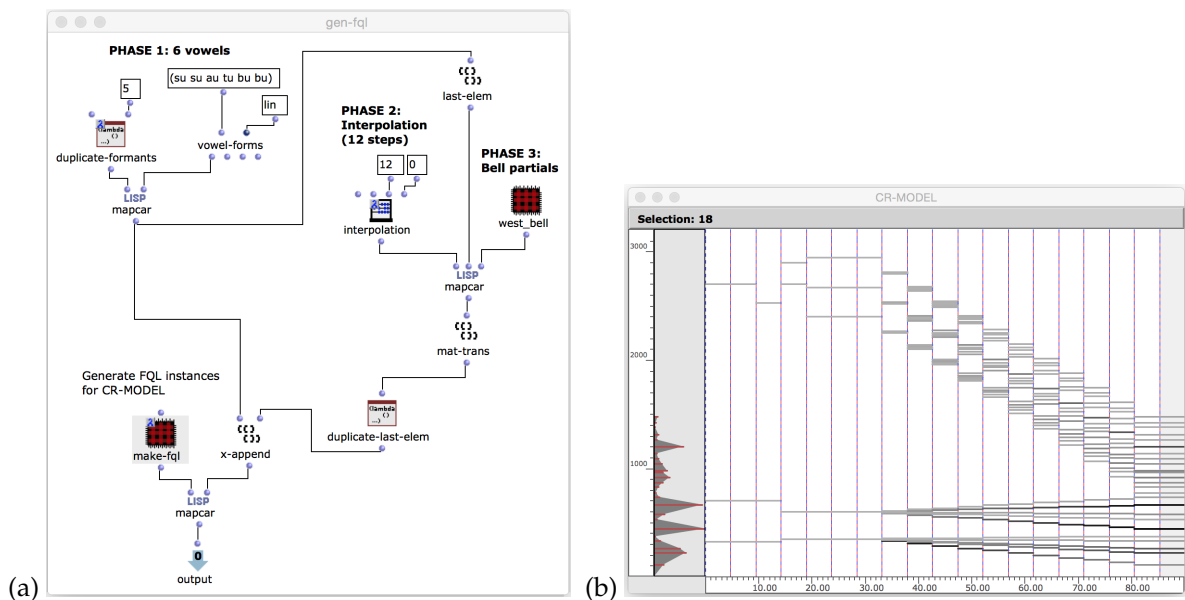 gen-fql
PHASE 1: 6 vowels
(su su au tu bu bu)
5
lin
last-elem
(lambda
()
...)
duplicate-formants
vowel-forms
PHASE 2:
Interpolation
(12 steps)
12
0
PHASE 3:
Bell partials
LISP
mapcar
interpolation
west_bell
LISP
mapcar
mat-trans
Generate FQL instances
for CR-MODEL
(lambda
()
...)
duplicate-last-elem
make-fql
x-append
LISP
mapcar
0
output
(a)
CR-MODEL
Selection: 18
3000
2000
1000
10.00 20.00 30.00 40.00 50.00 60.00 70.00 80.00
(b)